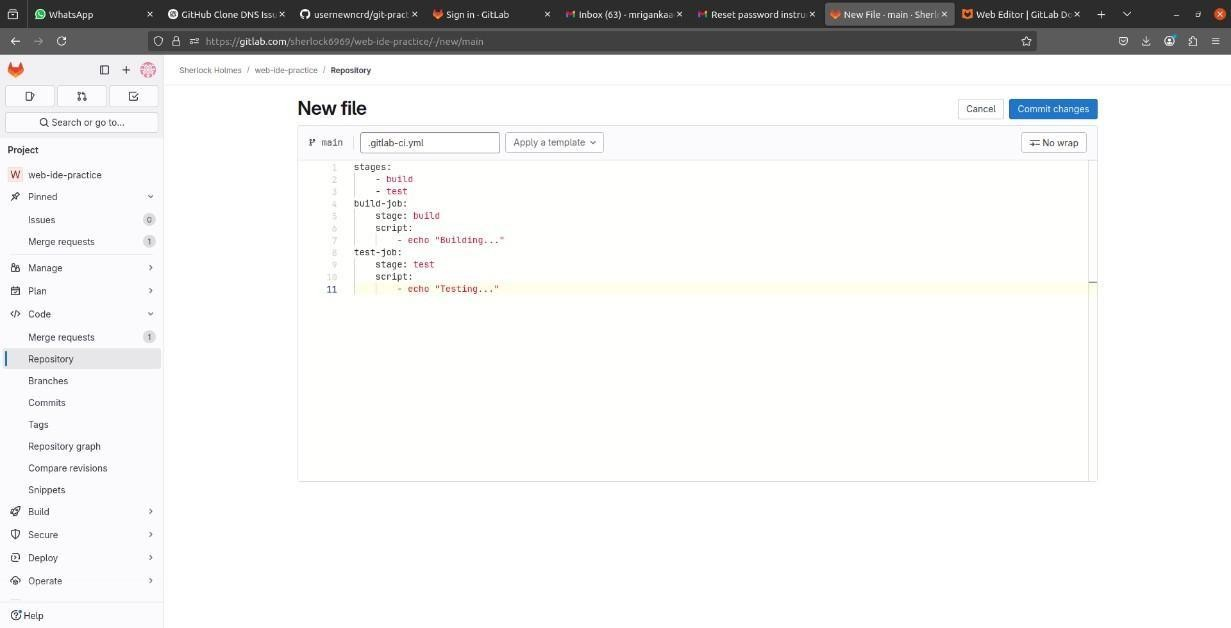 WhatsApp
GitHub Clone DNS Issu
usernewncrd/git-pract
Sign in · GitLab
Inbox (63) - mrigankaa
Reset password instru
New File · main · Sherl
Web Editor | GitLab Do
https://gitlab.com/sherlock6969/web-ide-practice/-/new/main
Sherlock Holmes / web-ide-practice / Repository
Search or go to...
New file
Cancel
Commit changes
main
.gitlab-ci.yml
Apply a template
No wrap
1 stages:
2 - build
3 - test
4 build-job:
5 stage: build
6 script:
7 - echo "Building..."
8 test-job:
9 stage: test
10 script:
11 - echo "Testing..."
Project
W web-ide-practice
Pinned
Issues 0
Merge requests 1
Manage
Plan
Code
Merge requests 1
Repository
Branches
Commits
Tags
Repository graph
Compare revisions
Snippets
Build
Secure
Deploy
Operate
Help